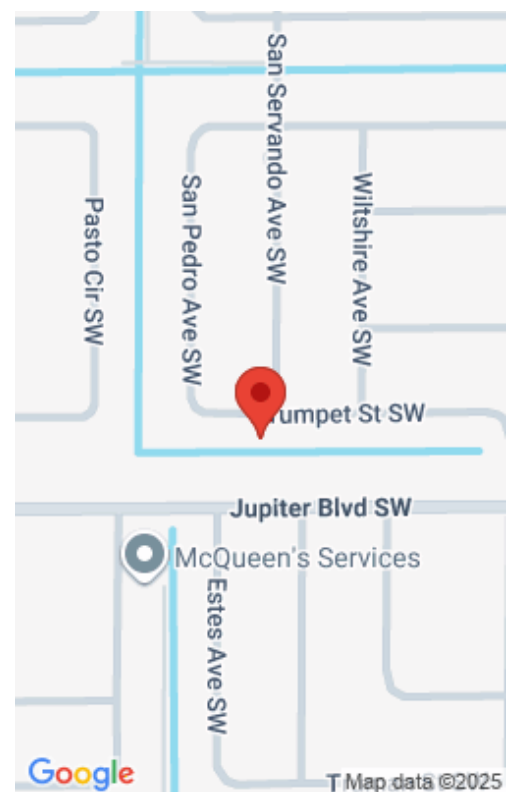 San Servando Ave SW
San Pedro Ave SW
Wiltshire Ave SW
Pasto Cir SW
Trumpet St SW
Jupiter Blvd SW
McQueen's Services
Estes Ave SW
Google
Map data ©2025